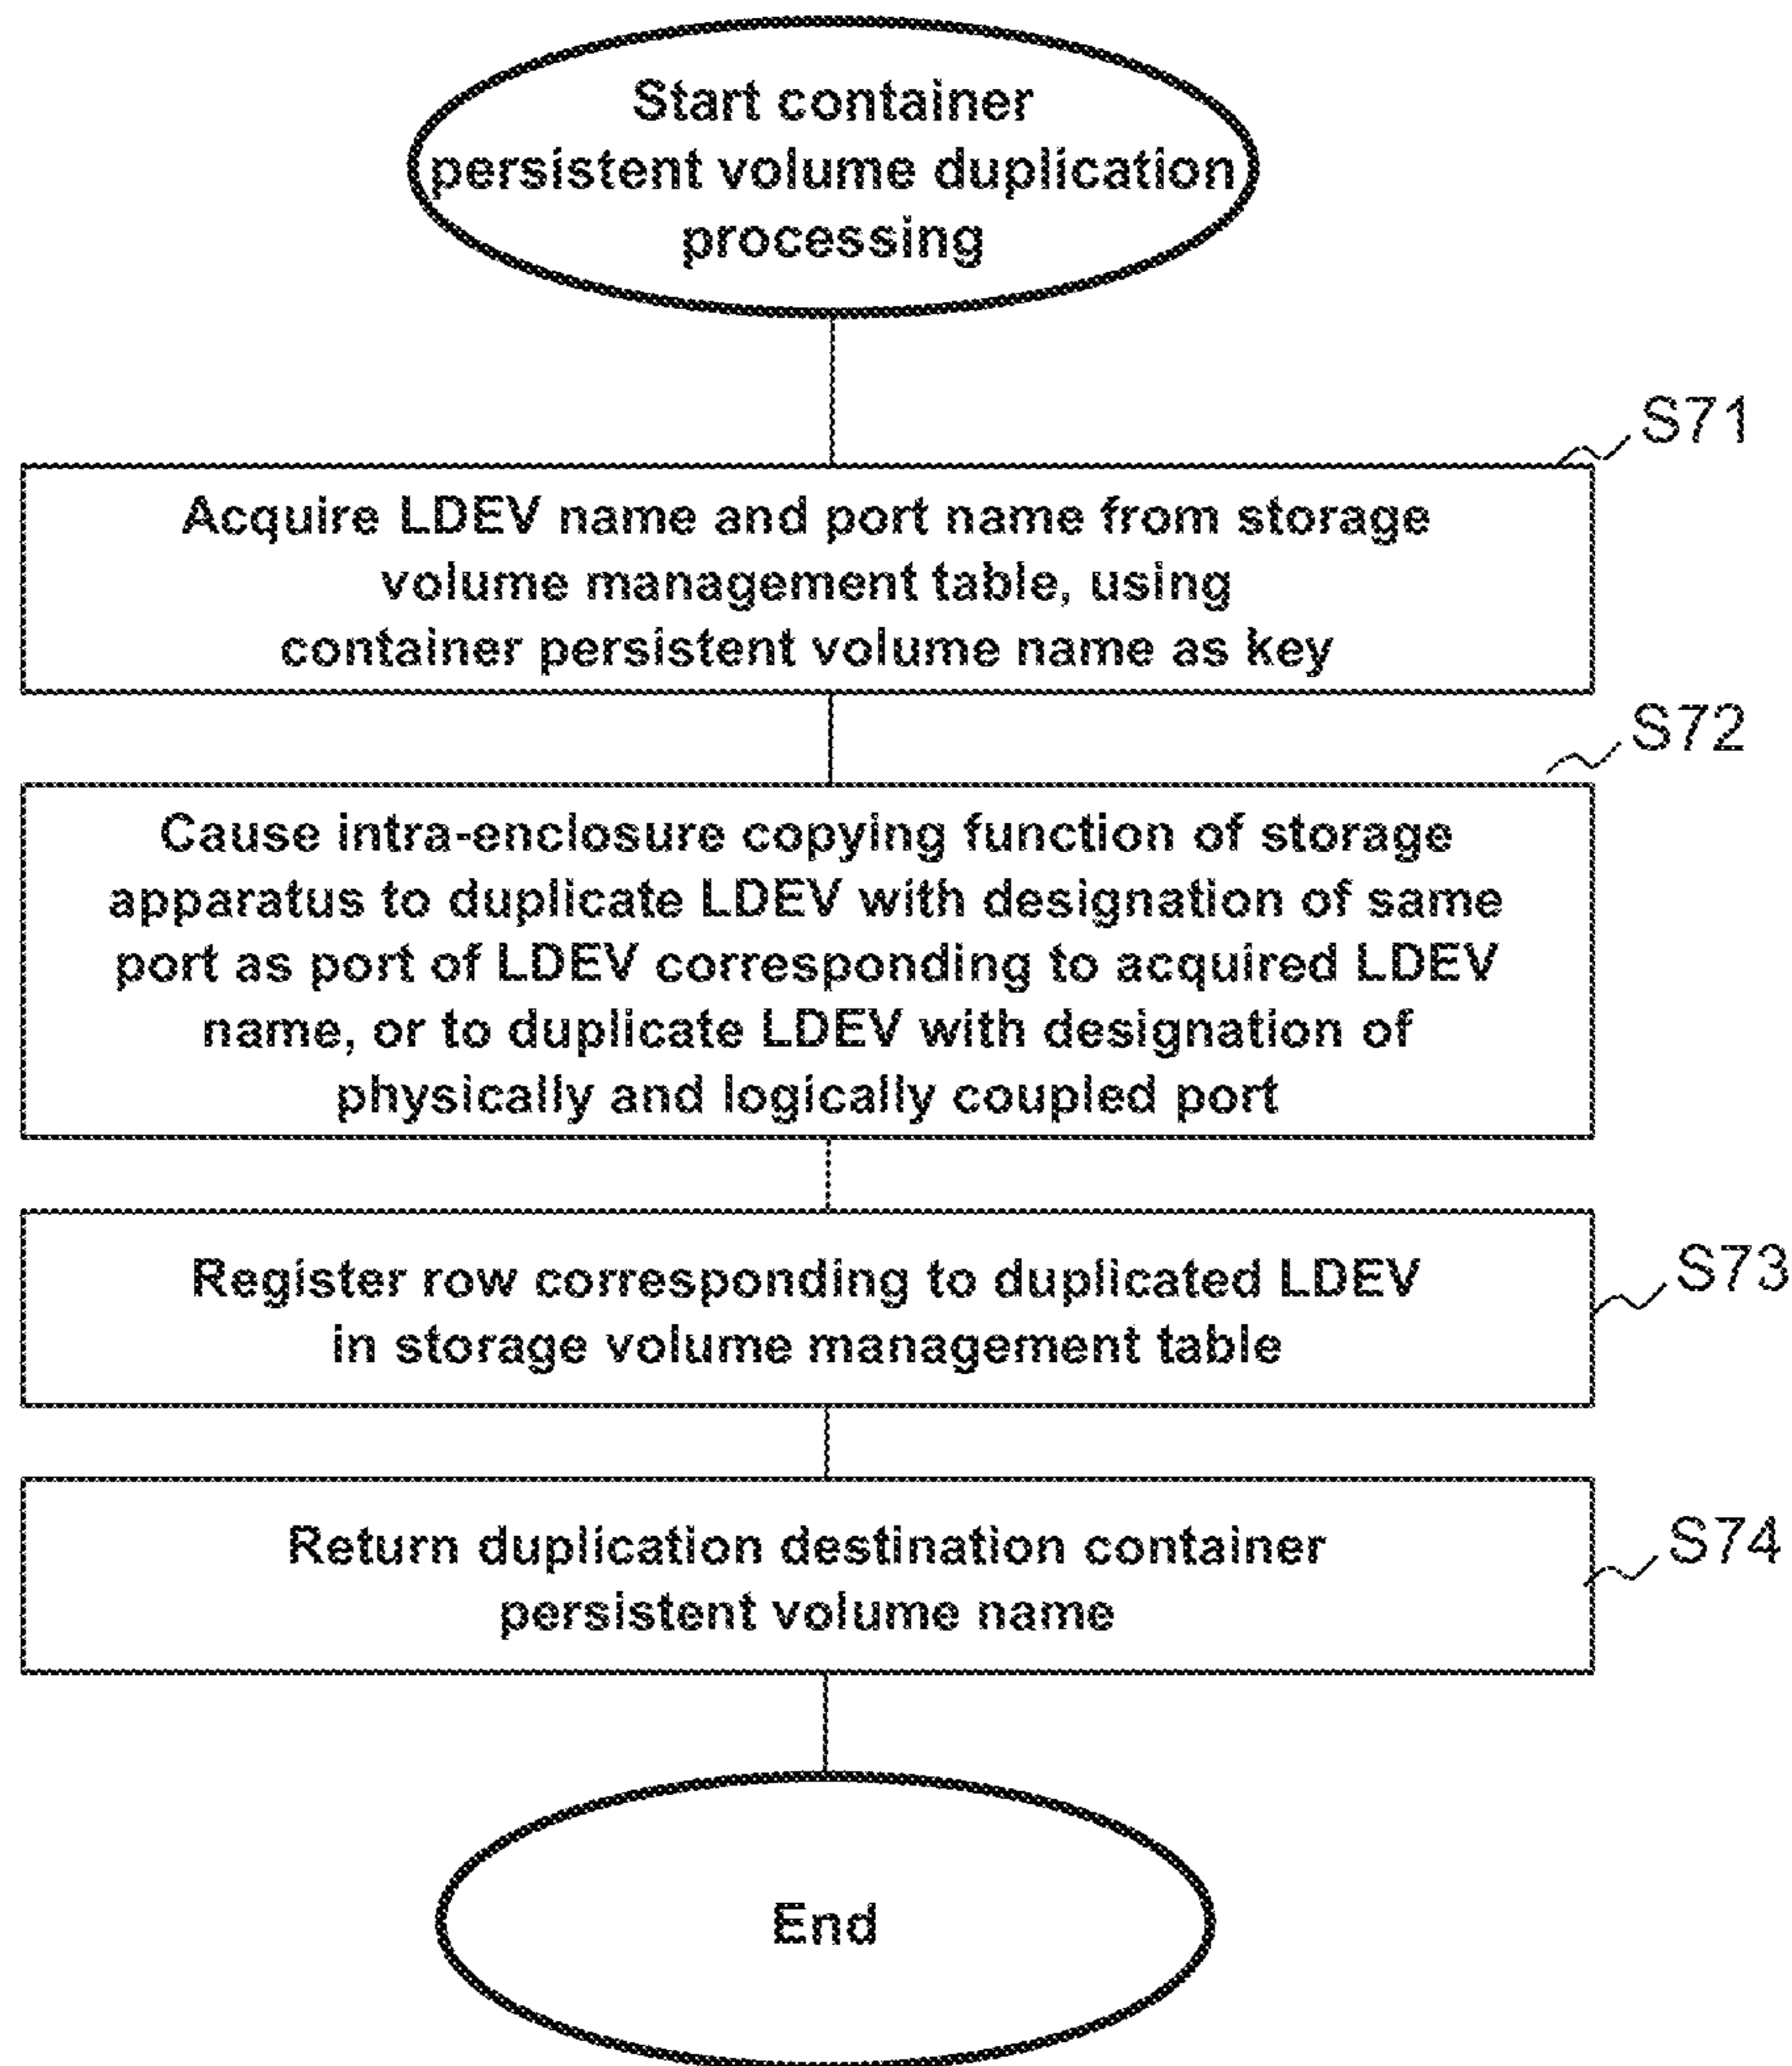 Start container
persistent volume duplication
processing
S71
Acquire LDEV name and port name from storage
volume management table, using
container persistent volume name as key
S72
Cause intra-enclosure copying function of storage
apparatus to duplicate LDEV with designation of same
port as port of LDEV corresponding to acquired LDEV
name, or to duplicate LDEV with designation of
physically and logically coupled port
S73
Register row corresponding to duplicated LDEV
in storage volume management table
S74
Return duplication destination container
persistent volume name
End